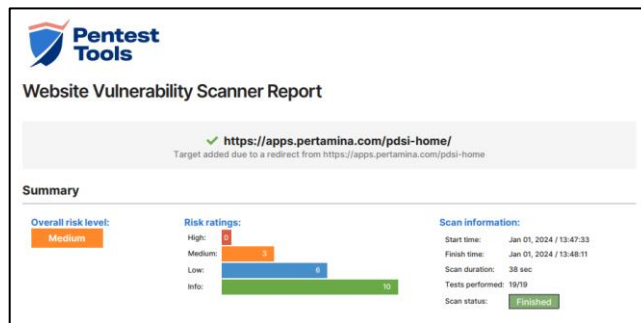 Pentest
Tools
Website Vulnerability Scanner Report
https://apps.pertamina.com/pdsi-home/
Target added due to a redirect from https://apps.pertamina.com/pdsi-home
Summary
Overall risk level:
Medium
Risk ratings:
High: 0
Medium: 3
Low: 6
Info: 10
Scan information:
Start time: Jan 01, 2024 / 13:47:33
Finish time: Jan 01, 2024 / 13:48:11
Scan duration: 38 sec
Tests performed: 19/19
Scan status: Finished